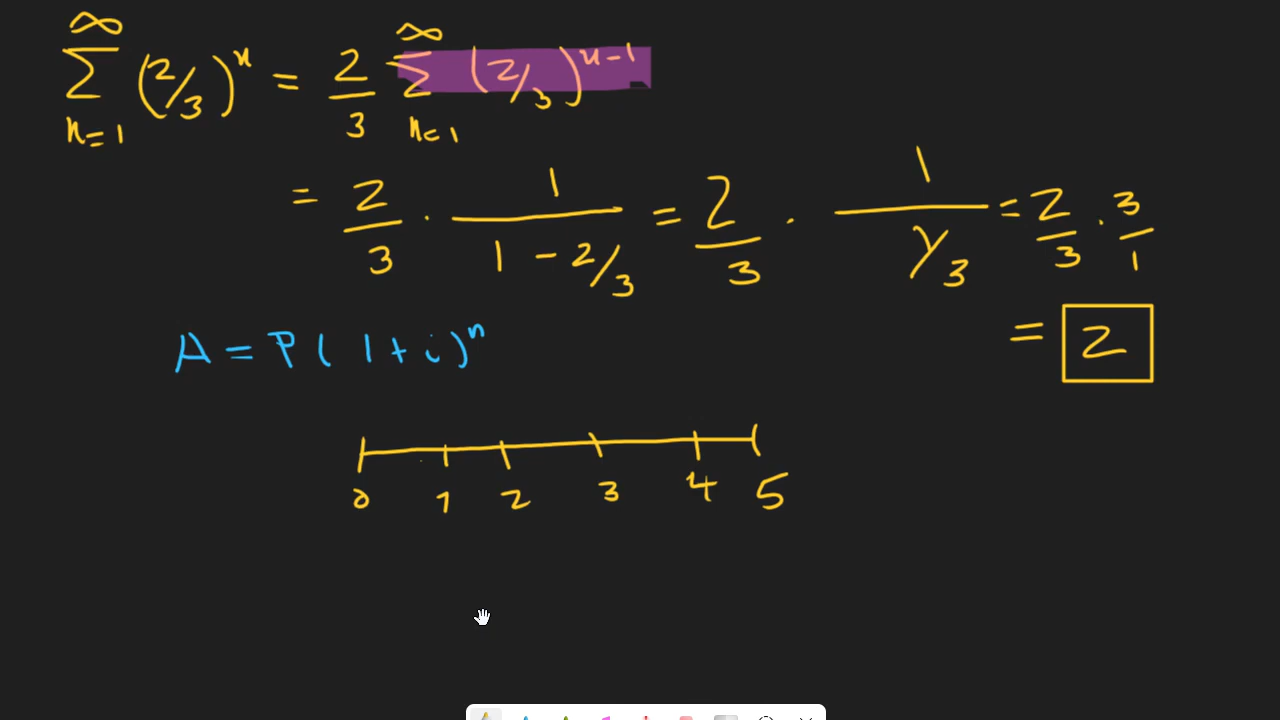 ∞ ∑ n=1 (2/3)^n = 2/3 ∞ ∑ n=1 (2/3)^n-1
= 2/3 · 1/(1 - 2/3) = 2/3 · 1/(1/3) = 2/3 · 3/1
= 2
A = P(1+i)^n
0 1 2 3 4 5